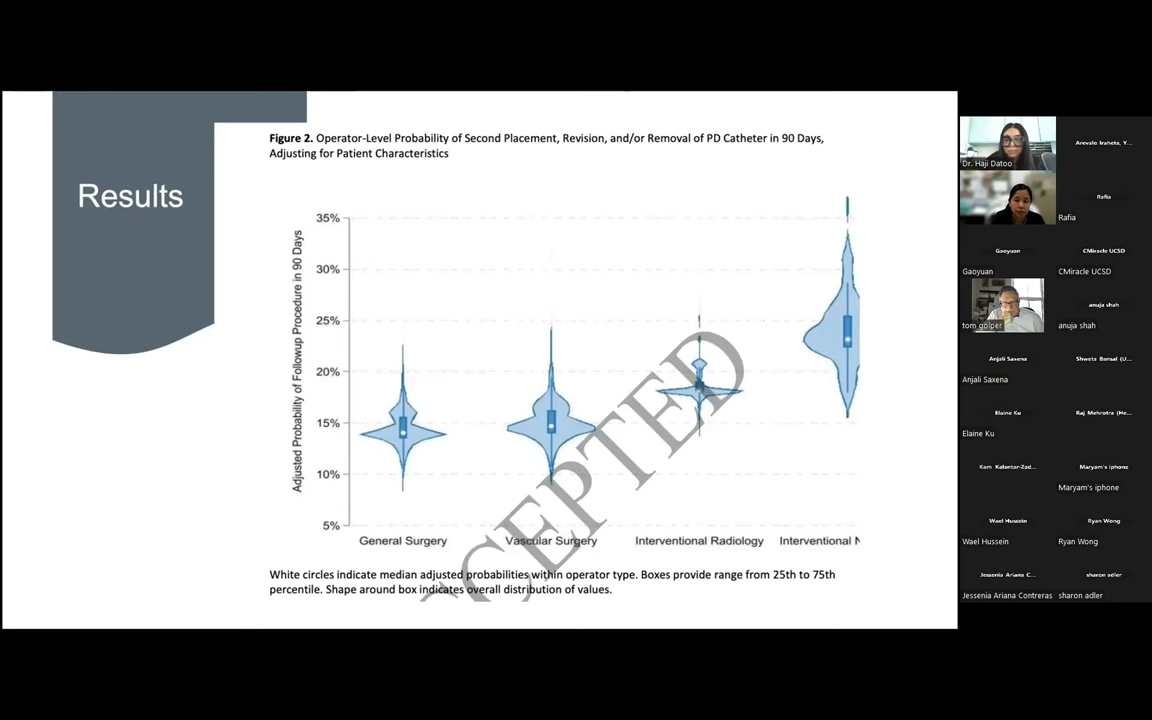 Results
Figure 2. Operator-Level Probability of Second Placement, Revision, and/or Removal of PD Catheter in 90 Days,
Adjusting for Patient Characteristics
Adjusted Probability of Followup Procedure in 90 Days
35%
30%
25%
20%
15%
10%
5%
General Surgery
Vascular Surgery
Interventional Radiology
Interventional N
CCEPTED
White circles indicate median adjusted probabilities within operator type. Boxes provide range from 25th to 75th
percentile. Shape around box indicates overall distribution of values.
Dr. Haji Datoo
Arevalo Iraheta, Y...
Rafia
Rafia
Gaoyuan
Gaoyuan
CMiracle UCSD
CMiracle UCSD
tom golper
anuja shah
anuja shah
Anjali Saxena
Anjali Saxena
Shweta Bansal (U...
Elaine Ku
Elaine Ku
Raj Mehrotra (He...
Kam Kalantar-Zad...
Maryam's iphone
Maryam's iphone
Wael Hussein
Wael Hussein
Ryan Wong
Ryan Wong
Jessenia Ariana C...
Jessenia Ariana Contreras
sharon adler
sharon adler